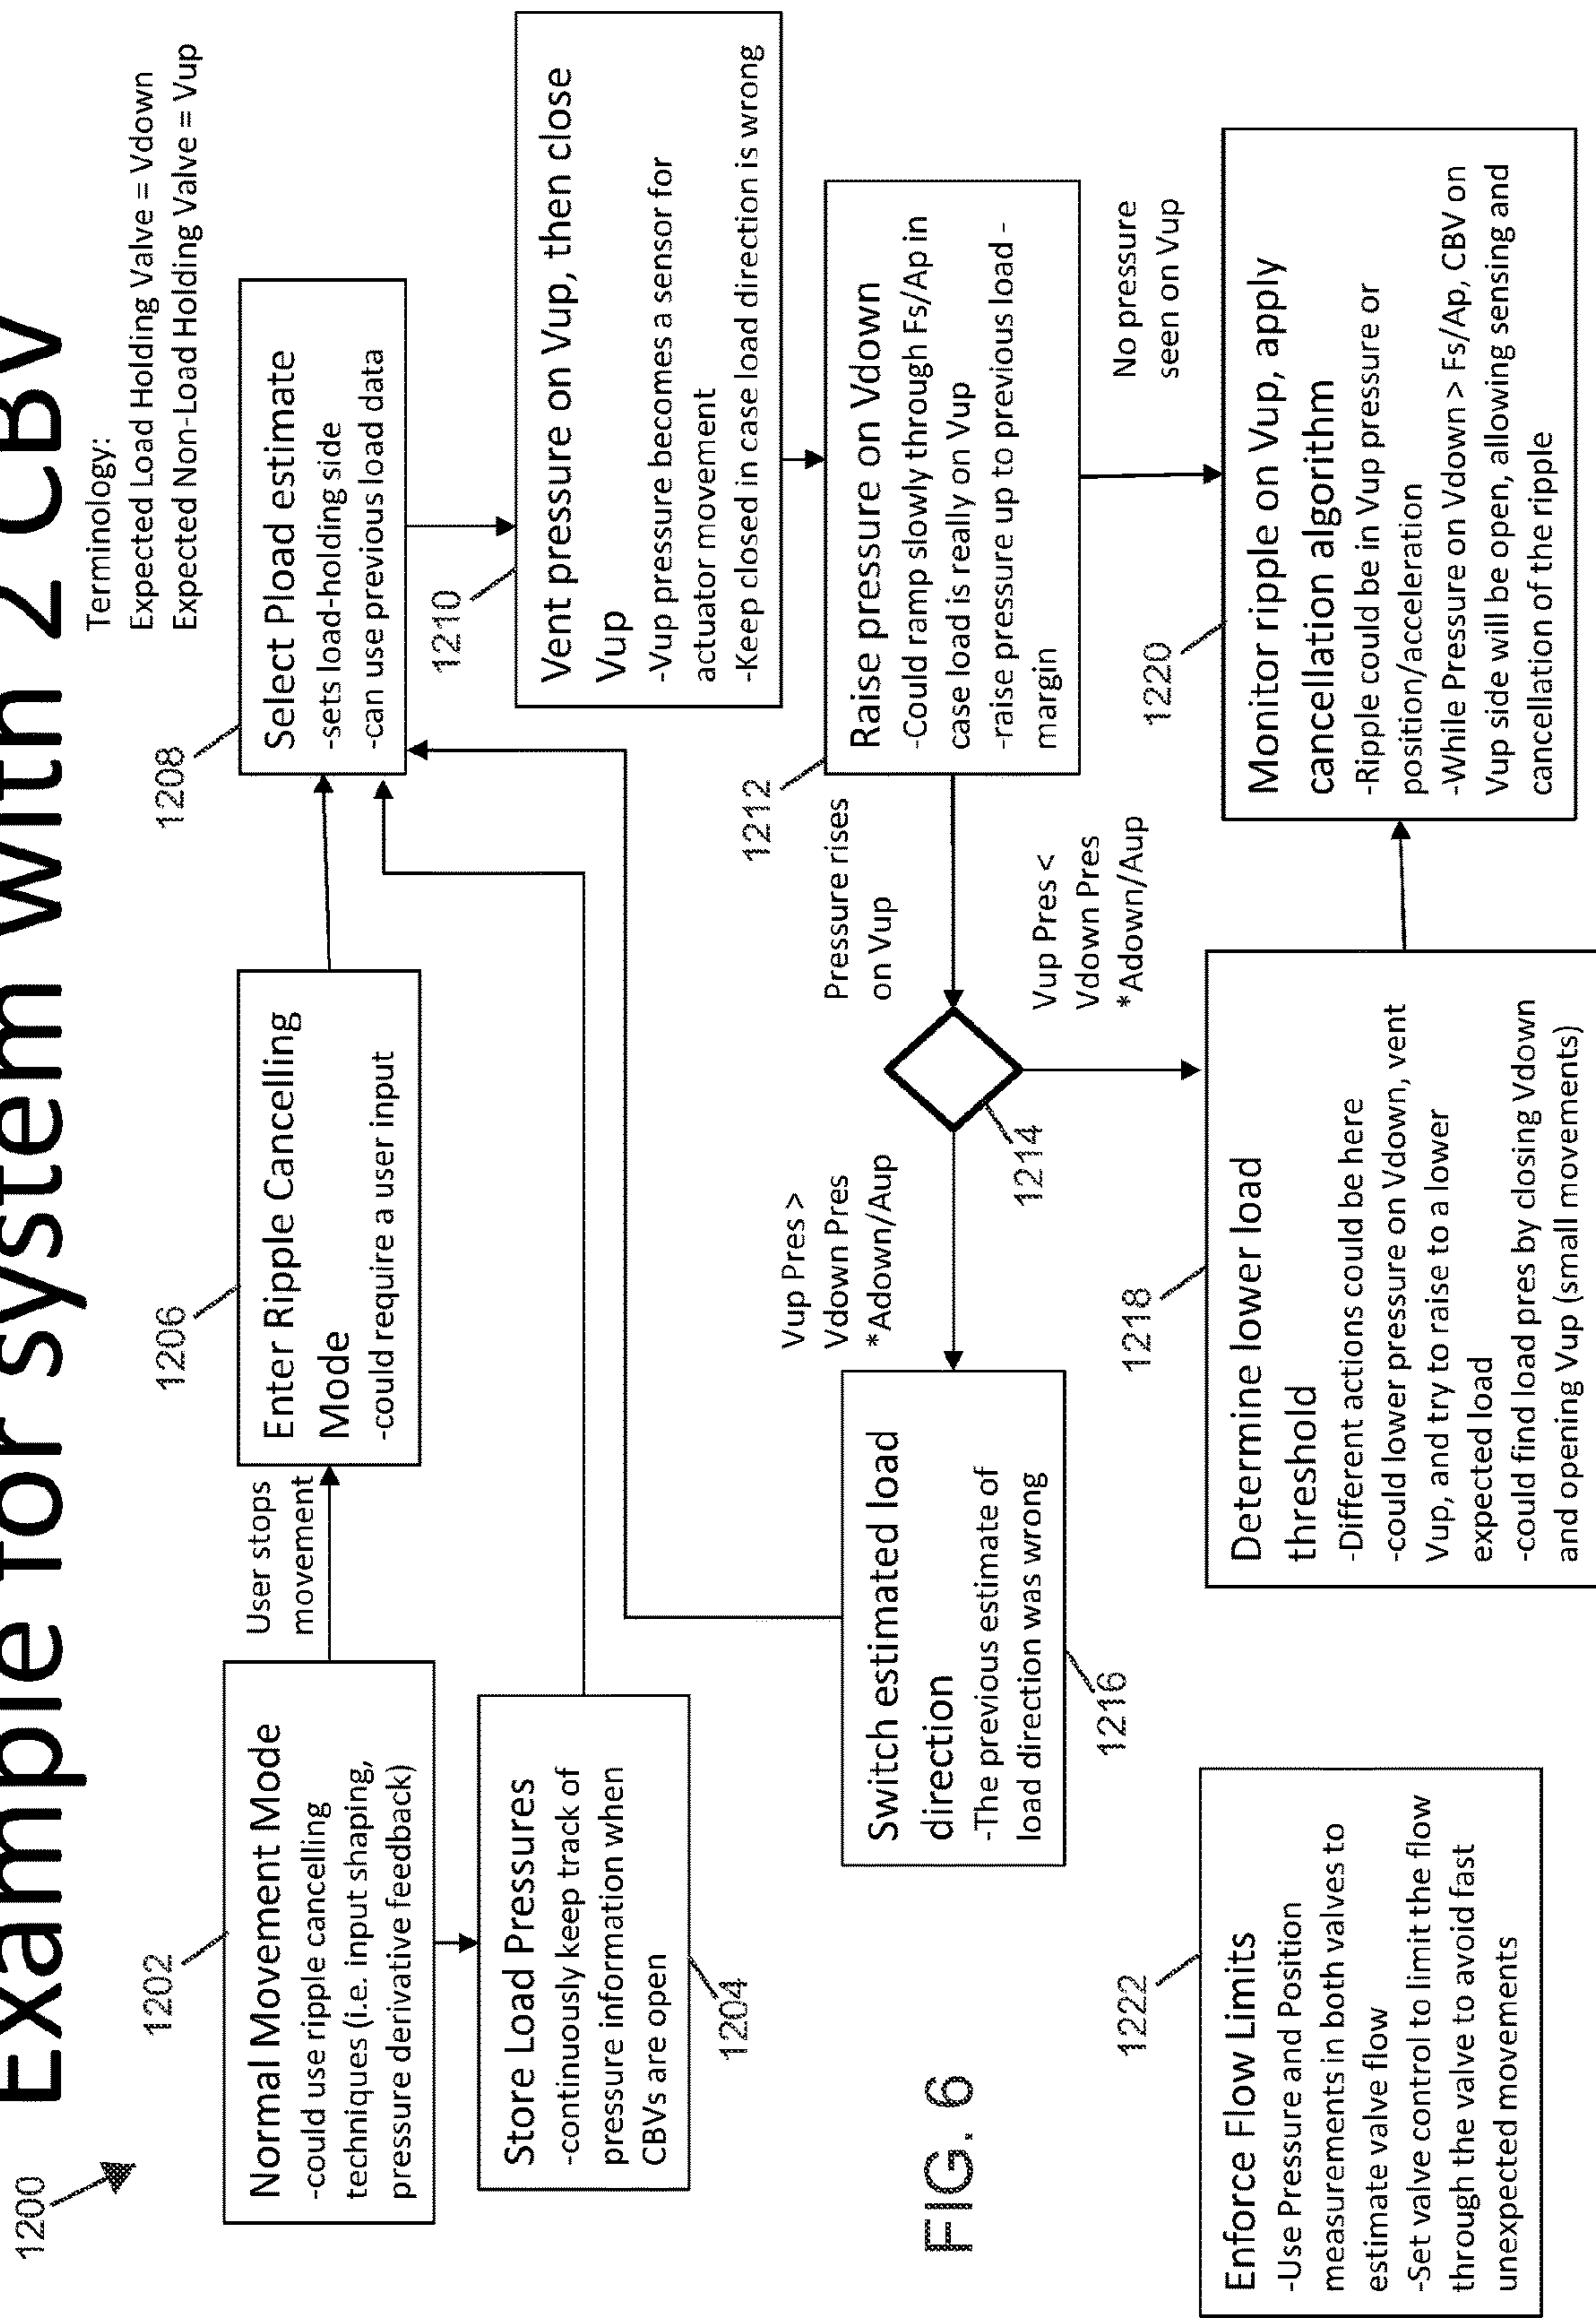 Example for system with 2 CBV
Terminology:
Expected Load Holding Valve = Vdown
Expected Non-Load Holding Valve = Vup
1200
1202
Normal Movement Mode
-could use ripple cancelling
techniques (i.e. input shaping,
pressure derivative feedback)
User stops
movement
1206
Enter Ripple Cancelling
Mode
-could require a user input
1208
Select Pload estimate
-sets load-holding side
-can use previous load data
Store Load Pressures
-continuously keep track of
pressure information when
CBVs are open
1204
1210
Vent pressure on Vup, then close
Vup
-Vup pressure becomes a sensor for
actuator movement
-Keep closed in case load direction is wrong
1212
Raise pressure on Vdown
-Could ramp slowly through Fs/Ap in
case load is really on Vup
-raise pressure up to previous load -
margin
Pressure rises
on Vup
No pressure
seen on Vup
1214
Vup Pres >
Vdown Pres
*Adown/Aup
Vup Pres <
Vdown Pres
*Adown/Aup
Switch estimated load
direction
-The previous estimate of
load direction was wrong
1216
1218
Determine lower load
threshold
-Different actions could be here
-could lower pressure on Vdown, vent
Vup, and try to raise to a lower
expected load
-could find load pres by closing Vdown
and opening Vup (small movements)
1220
Monitor ripple on Vup, apply
cancellation algorithm
-Ripple could be in Vup pressure or
position/acceleration
-While Pressure on Vdown > Fs/Ap, CBV on
Vup side will be open, allowing sensing and
cancellation of the ripple
1222
Enforce Flow Limits
-Use Pressure and Position
measurements in both valves to
estimate valve flow
-Set valve control to limit the flow
through the valve to avoid fast
unexpected movements
FIG. 6